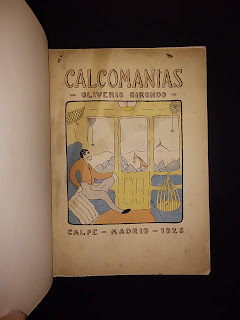 CALCOMANIAS
- OLIVERIO GIRONDO -
CALPE - MADRID - 1925